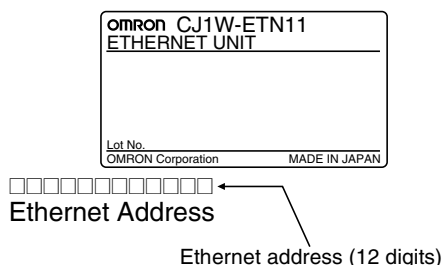 OMRON CJ1W-ETN11
ETHERNET UNIT
Lot No.
OMRON Corporation MADE IN JAPAN
□□□□□□□□□□□□
Ethernet Address
Ethernet address (12 digits)